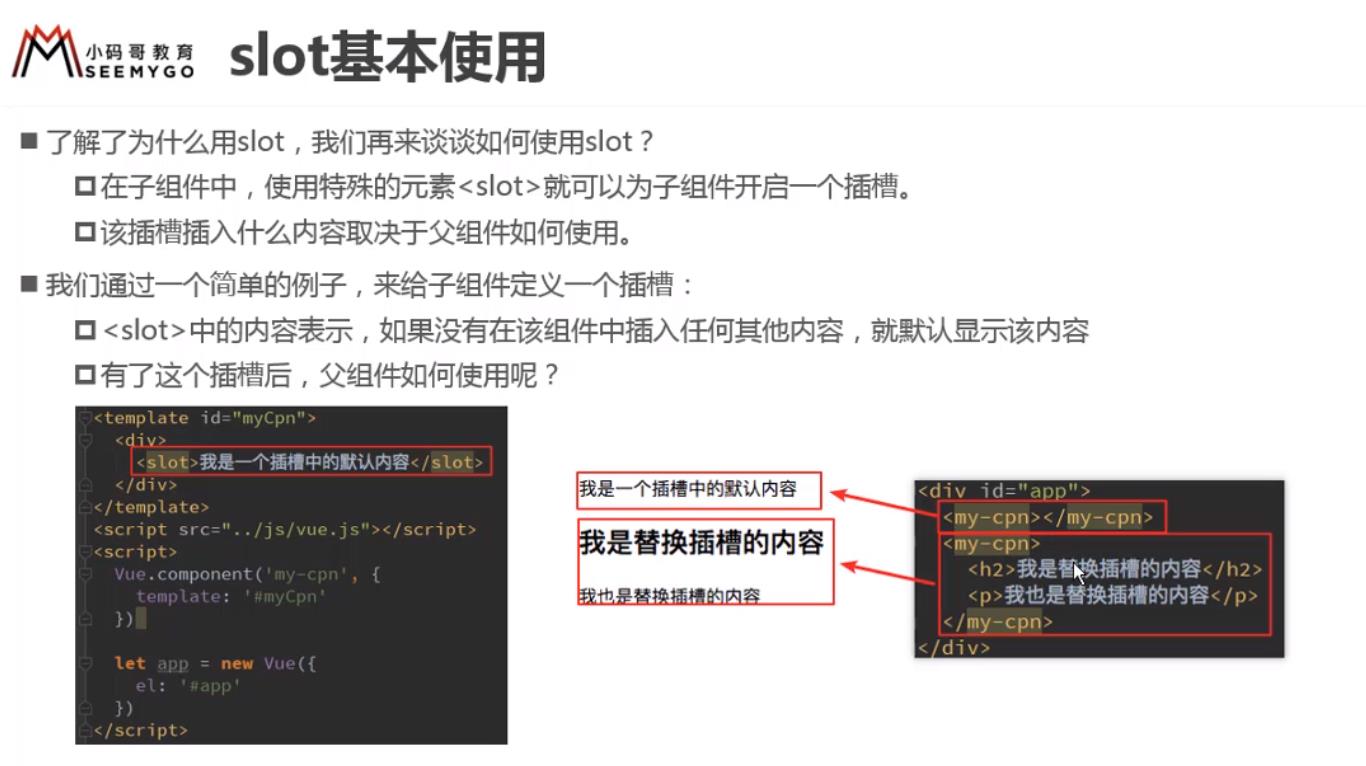 小码哥教育
SEEMYGO
slot基本使用
了解了为什么用slot，我们再来谈谈如何使用slot？
在子组件中，使用特殊的元素<slot>就可以为子组件开启一个插槽。
该插槽插入什么内容取决于父组件如何使用。
我们通过一个简单的例子，来给子组件定义一个插槽：
<slot>中的内容表示，如果没有在该组件中插入任何其他内容，就默认显示该内容
有了这个插槽后，父组件如何使用呢？
<template id="myCpn">
<div>
<slot>我是一个插槽中的默认内容</slot>
</div>
</template>
<script src="../js/vue.js"></script>
<script>
Vue.component('my-cpn', {
template: '#myCpn'
})
let app = new Vue({
el: '#app'
})
</script>
我是一个插槽中的默认内容
我是替换插槽的内容
我也是替换插槽的内容
<div id="app">
<my-cpn></my-cpn>
<my-cpn>
<h2>我是替换插槽的内容</h2>
<p>我也是替换插槽的内容</p>
</my-cpn>
</div>